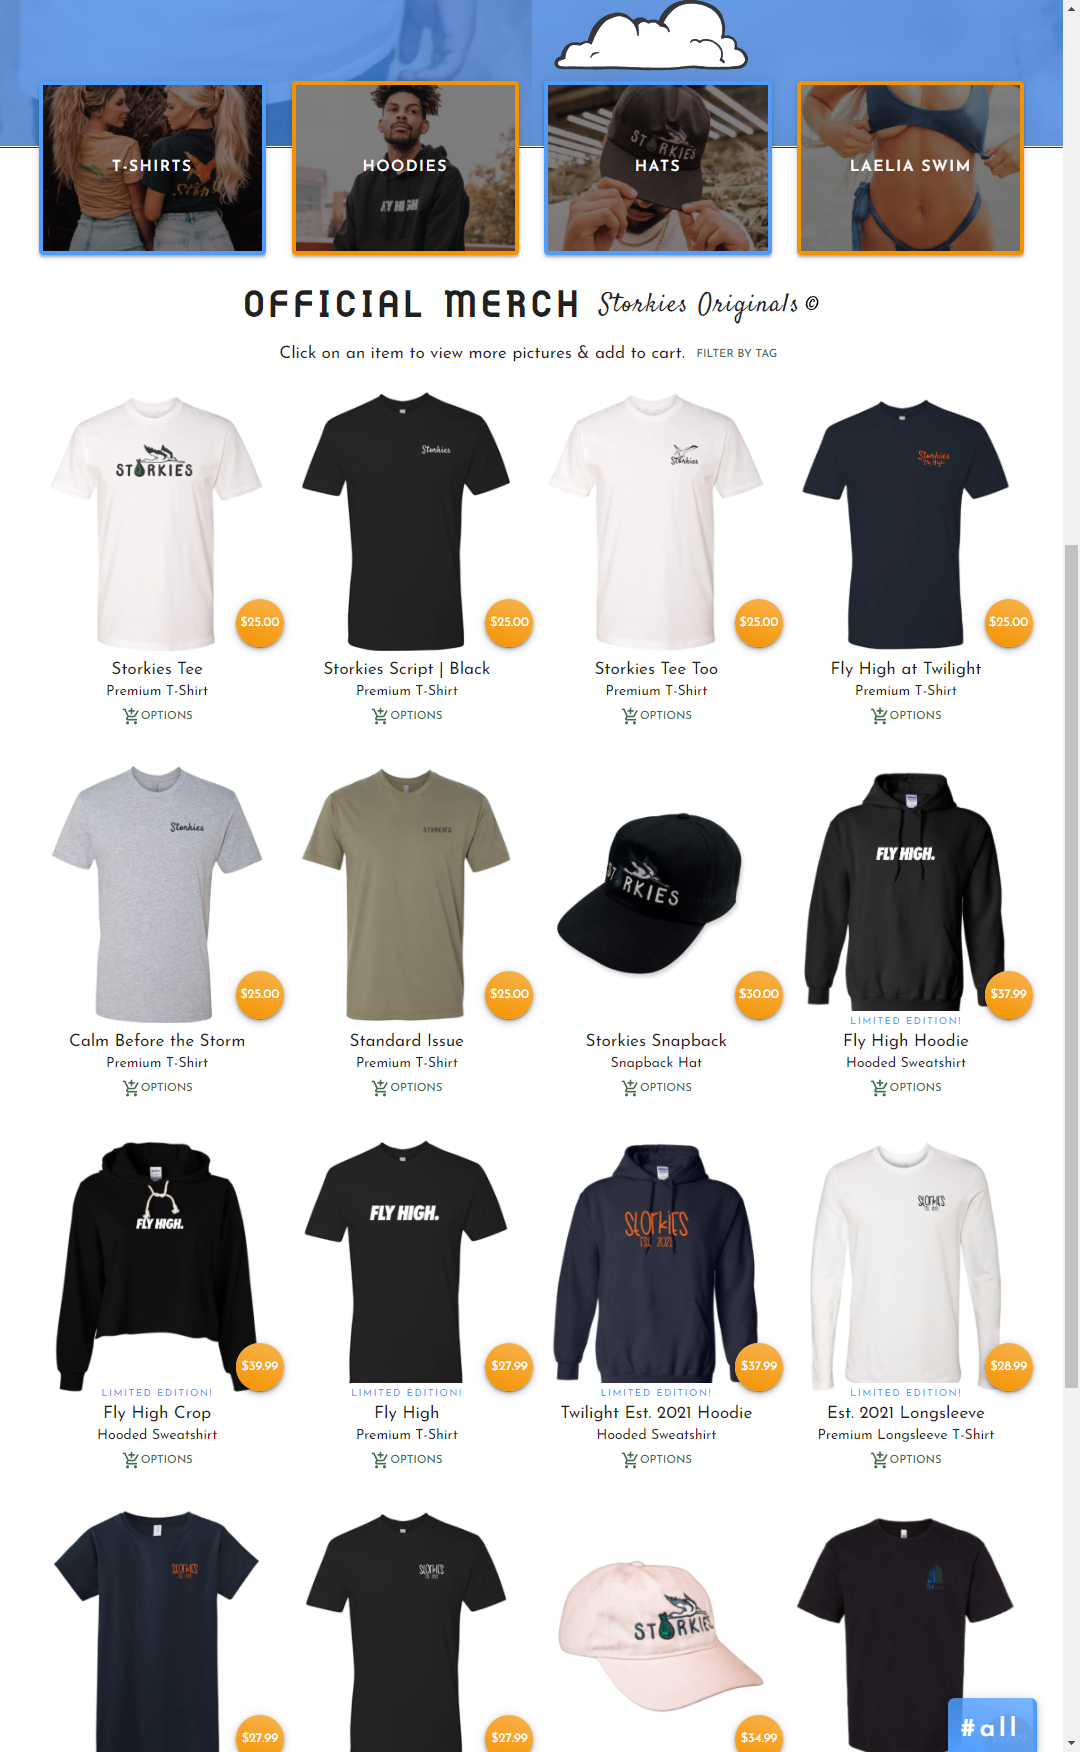 T-SHIRTS
HOODIES
HATS
LAELIA SWIM
STORKIES
OFFICIAL MERCH Storkies Originals ©
Click on an item to view more pictures & add to cart. FILTER BY TAG
STORKIES
Storkies
Storkies
Storkies
Fly High
$25.00
$25.00
$25.00
$25.00
Storkies Tee
Premium T-Shirt
OPTIONS
Storkies Script | Black
Premium T-Shirt
OPTIONS
Storkies Tee Too
Premium T-Shirt
OPTIONS
Fly High at Twilight
Premium T-Shirt
OPTIONS
Storkies
STORKIES
STORKIES
FLY HIGH.
$25.00
$25.00
$30.00
$37.99
Calm Before the Storm
Premium T-Shirt
OPTIONS
Standard Issue
Premium T-Shirt
OPTIONS
Storkies Snapback
Snapback Hat
OPTIONS
LIMITED EDITION!
Fly High Hoodie
Hooded Sweatshirt
OPTIONS
FLY HIGH.
FLY HIGH.
StorkiES
EST. 2021
StorkiES
$39.99
$27.99
$37.99
$28.99
LIMITED EDITION!
Fly High Crop
Hooded Sweatshirt
OPTIONS
LIMITED EDITION!
Fly High
Premium T-Shirt
OPTIONS
LIMITED EDITION!
Twilight Est. 2021 Hoodie
Hooded Sweatshirt
OPTIONS
LIMITED EDITION!
Est. 2021 Longsleeve
Premium Longsleeve T-Shirt
OPTIONS
StorkiES
StorkiES
STORKIES
$27.99
$27.99
$34.99
#all